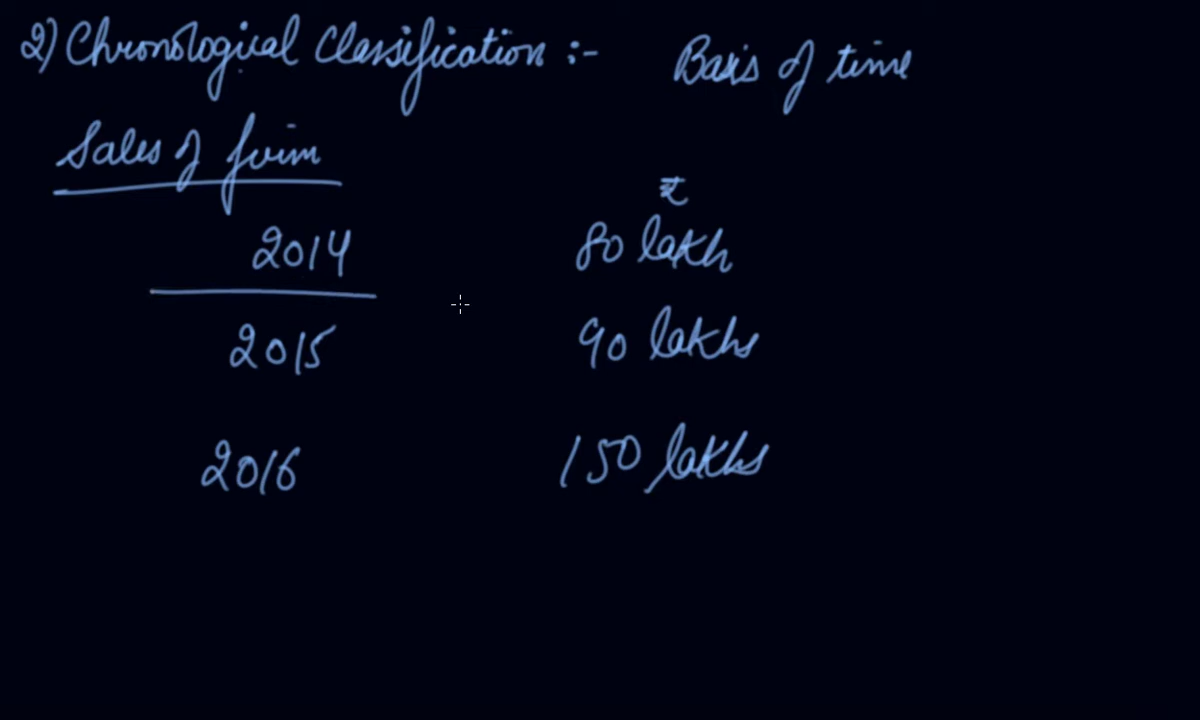 2) Chronological Classification :- Basis of time
Sales of firm
₹
2014 80 lakh
2015 90 lakhs
2016 150 lakhs